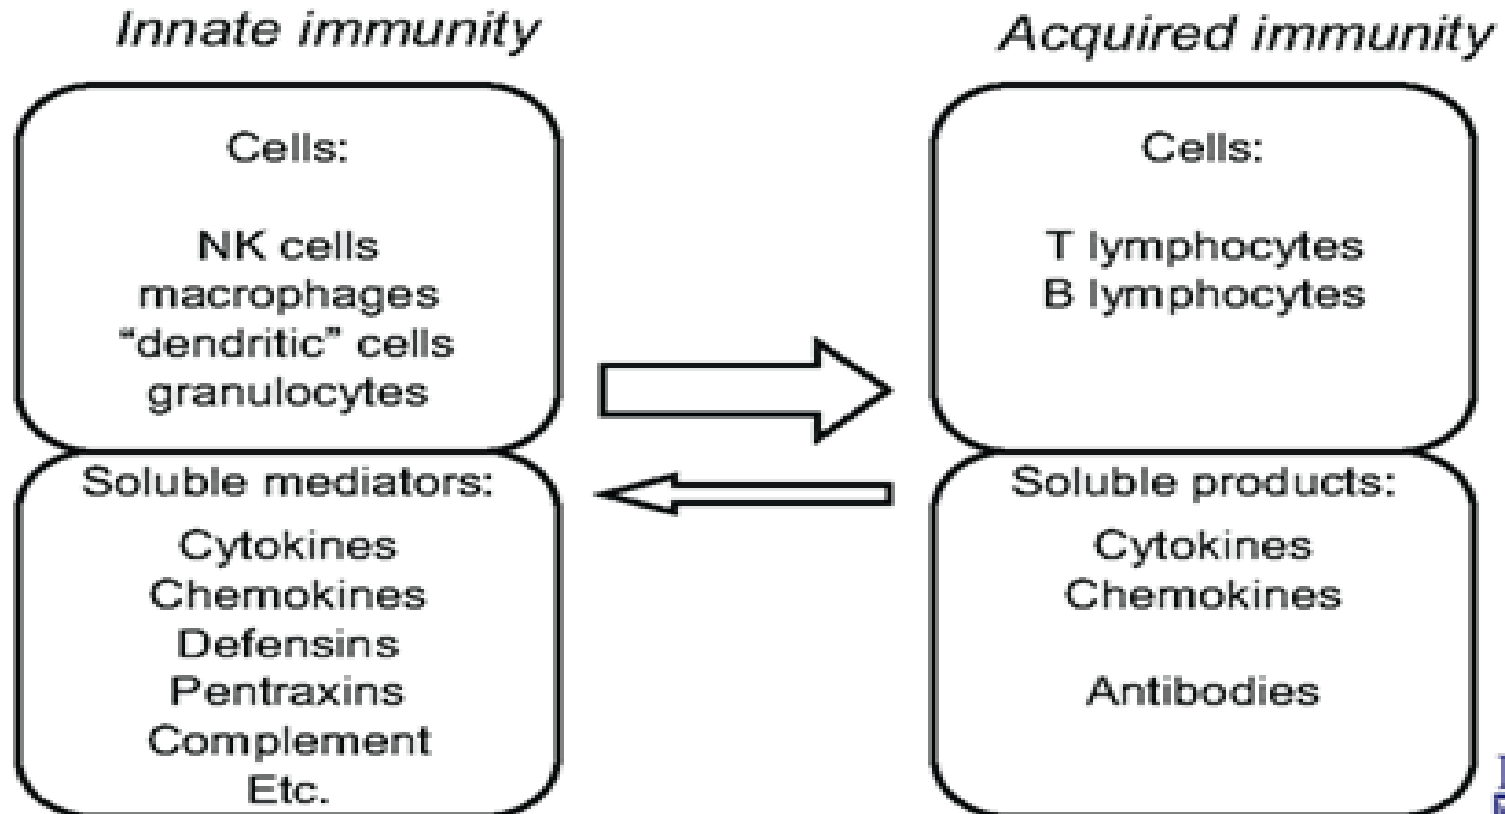 Innate immunity
Cells:
NK cells
macrophages
“dendritic” cells
granulocytes
Soluble mediators:
Cytokines
Chemokines
Defensins
Pentraxins
Complement
Etc.
Acquired immunity
Cells:
T lymphocytes
B lymphocytes
Soluble products:
Cytokines
Chemokines
Antibodies